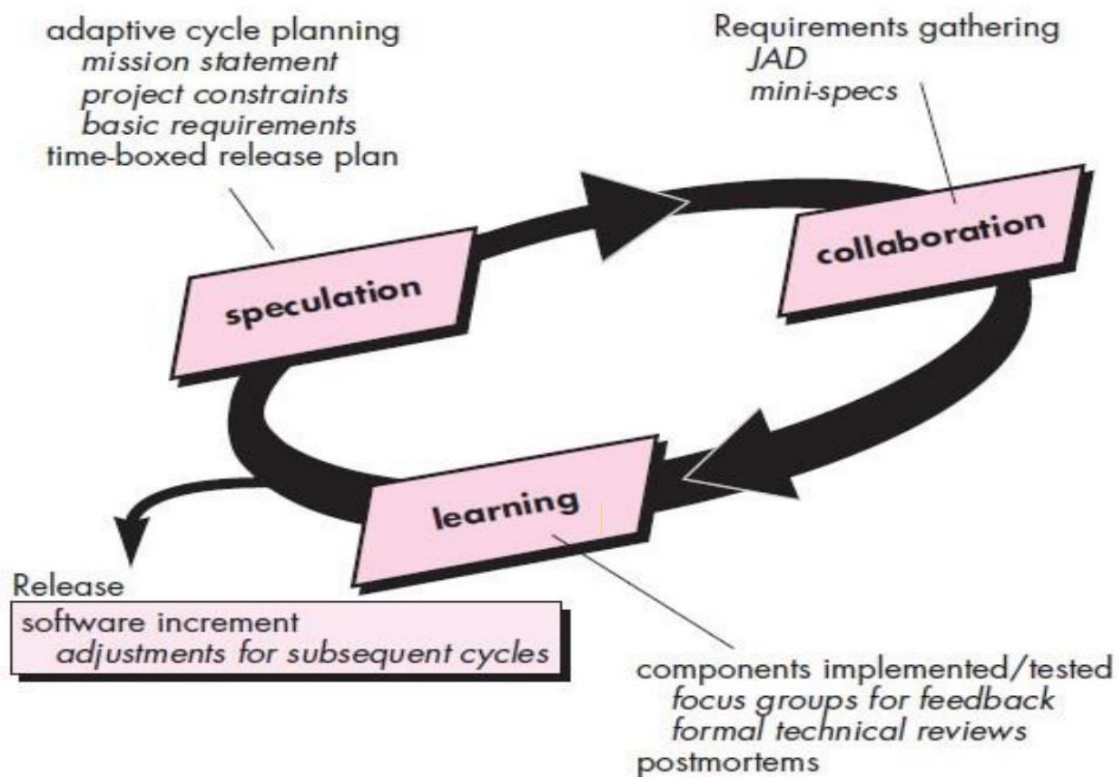 adaptive cycle planning
mission statement
project constraints
basic requirements
time-boxed release plan
Requirements gathering
JAD
mini-specs
speculation
collaboration
learning
Release
software increment
adjustments for subsequent cycles
components implemented/tested
focus groups for feedback
formal technical reviews
postmortems